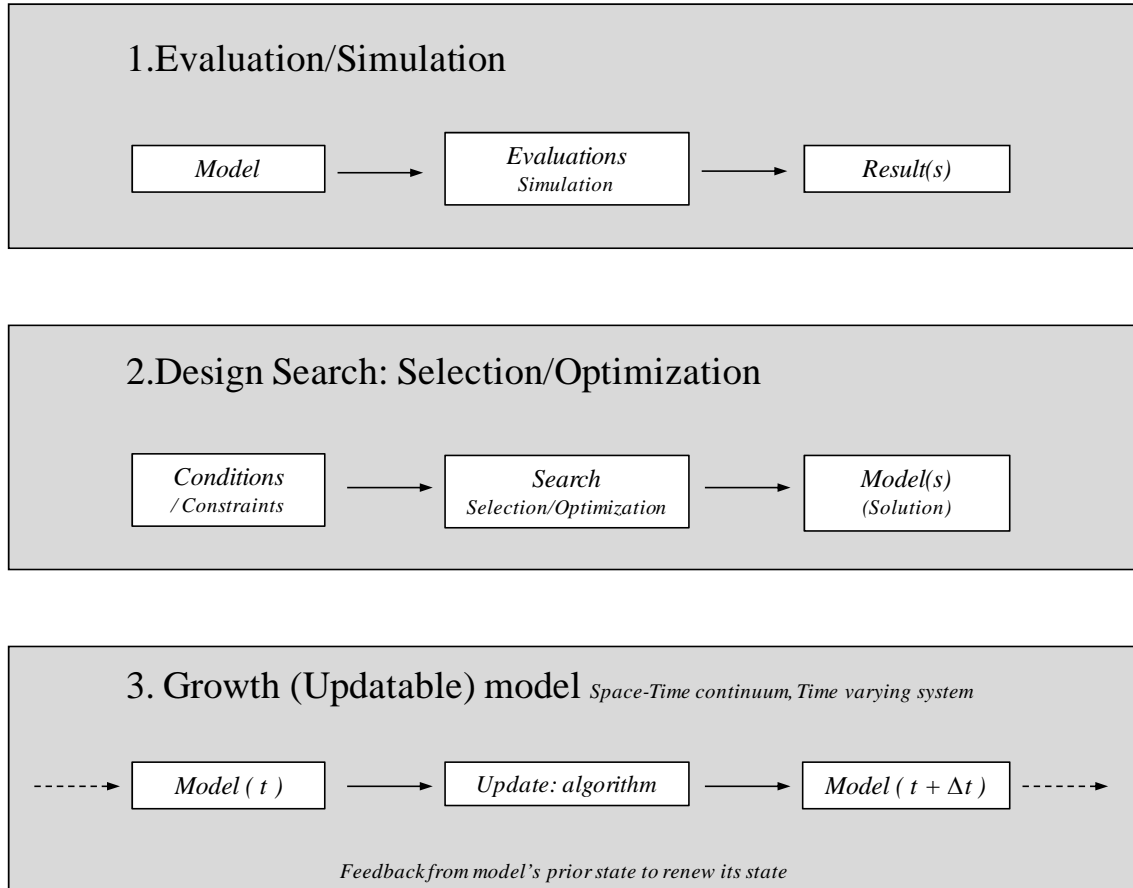 1.Evaluation/Simulation
Model
Evaluations
Simulation
Result(s)
2.Design Search: Selection/Optimization
Conditions
/ Constraints
Search
Selection/Optimization
Model(s)
(Solution)
3. Growth (Updatable) model Space-Time continuum, Time varying system
Model ( t )
Update: algorithm
Model ( t + Δt )
Feedback from model’s prior state to renew its state